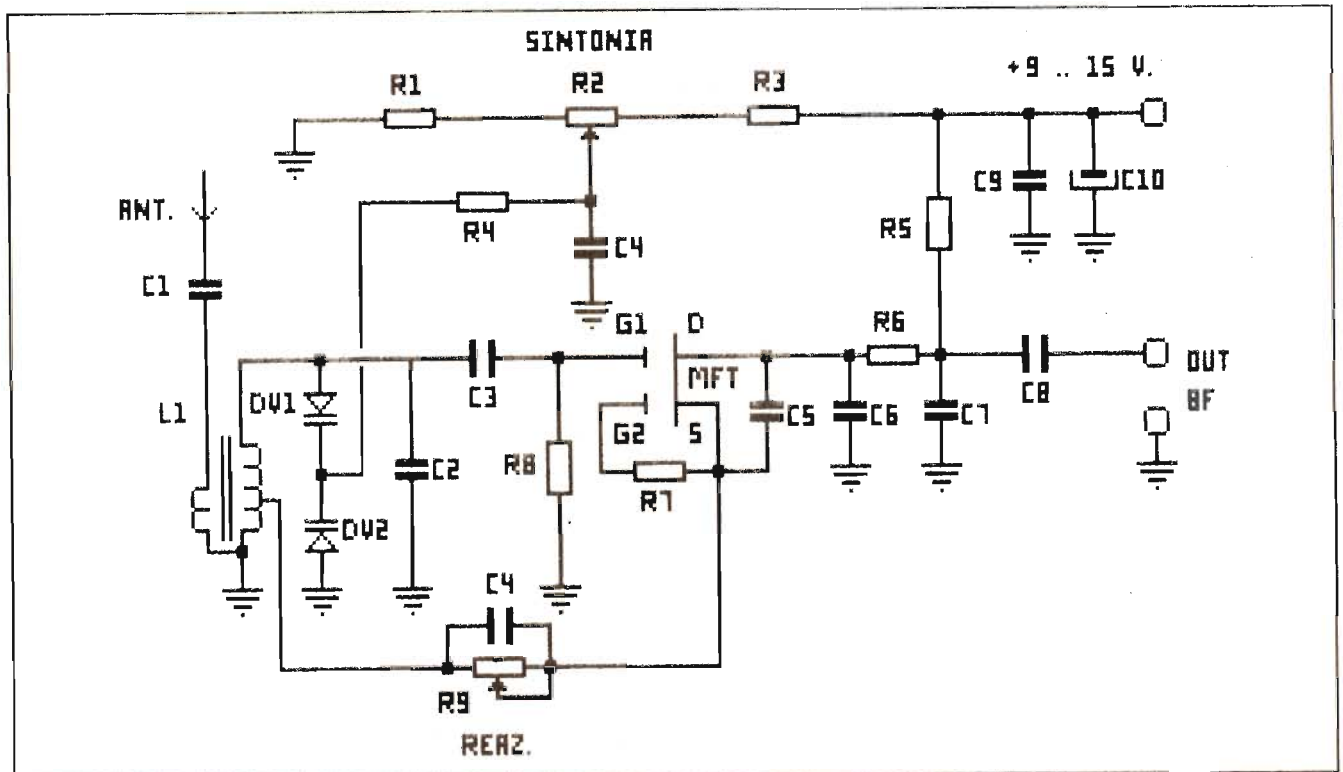 SINTONIA
+9 .. 15 V.
R1
R2
R3
C9
C10
ANT.
R4
C4
R5
C1
G1
D
R6
MFT
OUT
BF
L1
DV1
C3
C5
C6
C7
C8
G2
S
R8
R7
C2
DV2
C4
R9
REAZ.